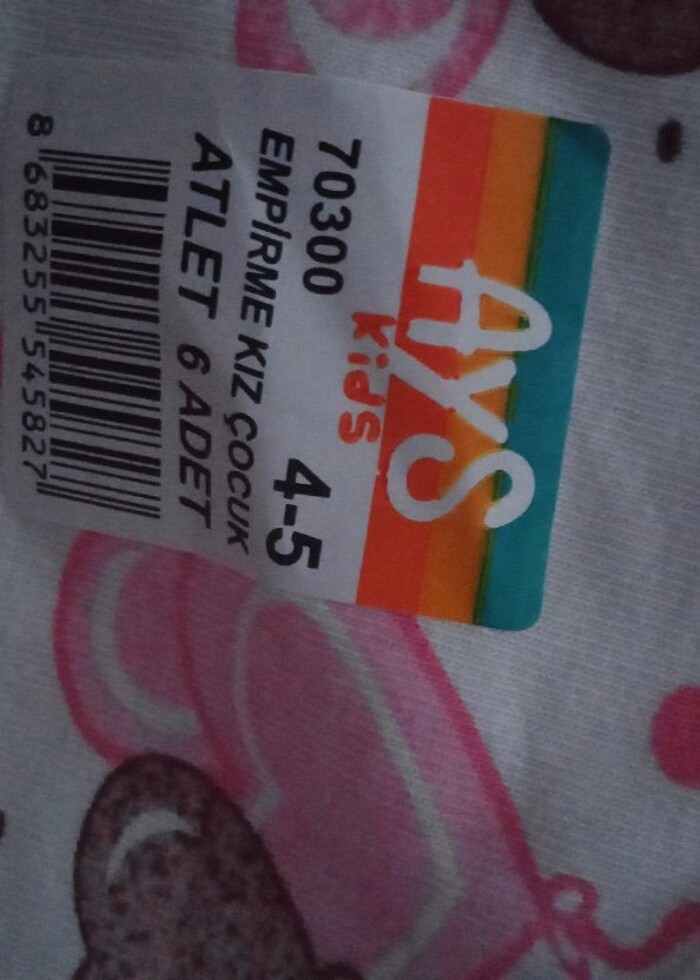 AYS
kids
70300
4-5
EMPİRME KIZ ÇOCUK
ATLET 6 ADET
8 683255 545827